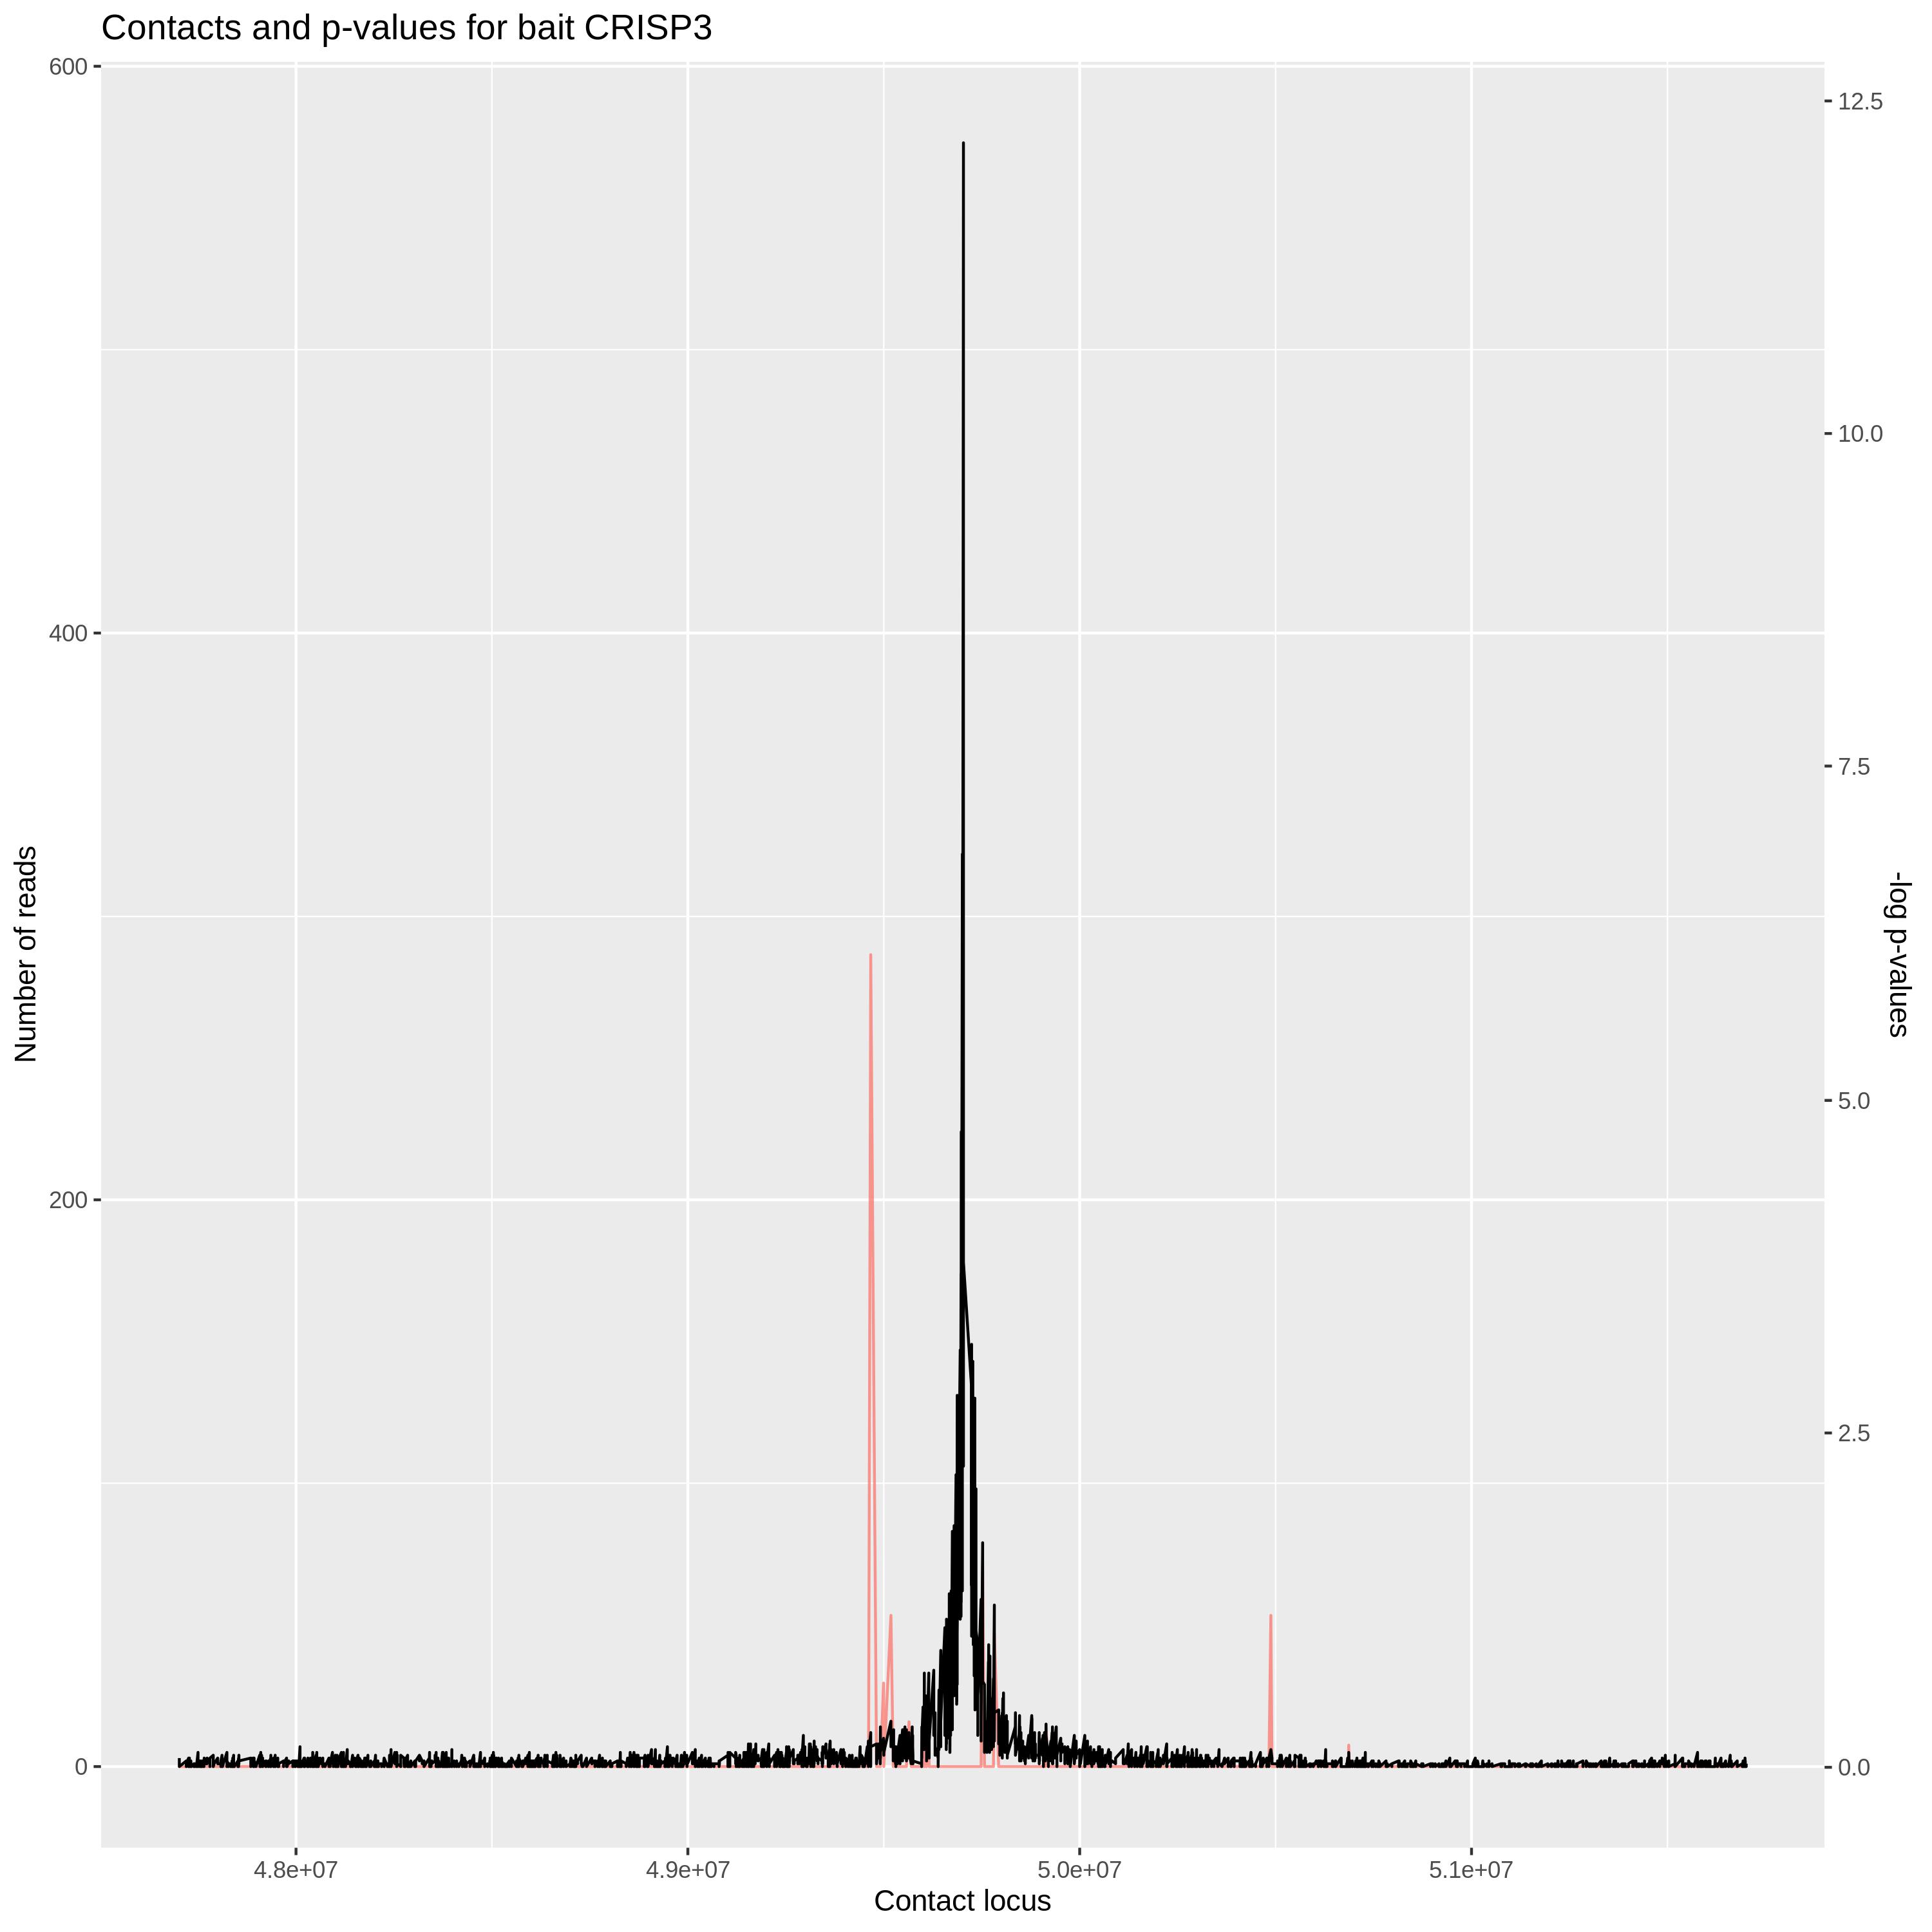 Contacts and p-values for bait CRISP3
600
400
200
0
Number of reads
12.5
10.0
7.5
5.0
2.5
0.0
-log p-values
4.8e+07
4.9e+07
5.0e+07
5.1e+07
Contact locus